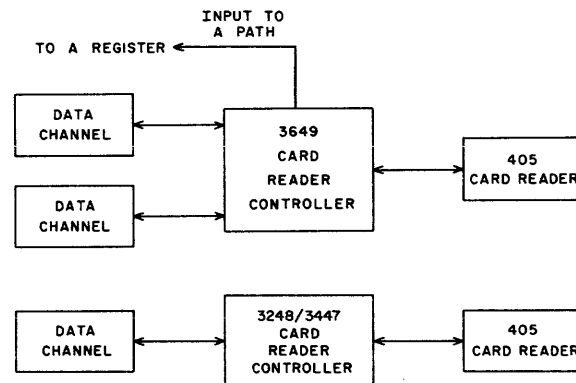 INPUT TO
A PATH
TO A REGISTER
DATA
CHANNEL
3649
CARD
READER
CONTROLLER
405
CARD READER
DATA
CHANNEL
DATA
CHANNEL
3248/3447
CARD
READER
CONTROLLER
405
CARD READER